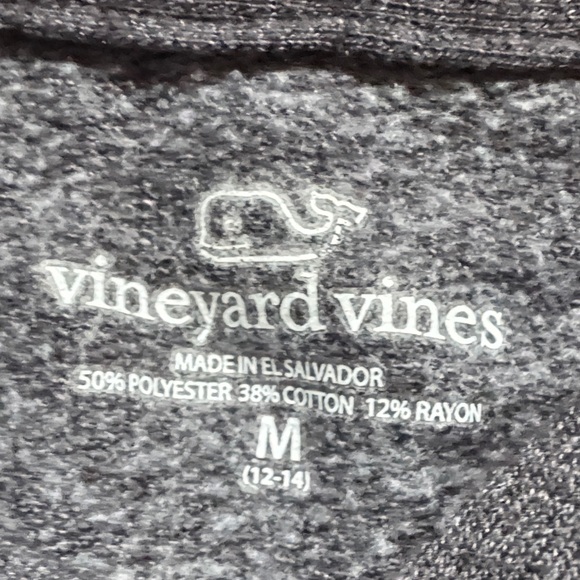 vineyard vines
MADE IN EL SALVADOR
50% POLYESTER 38% COTTON 12% RAYON
M
(12-14)